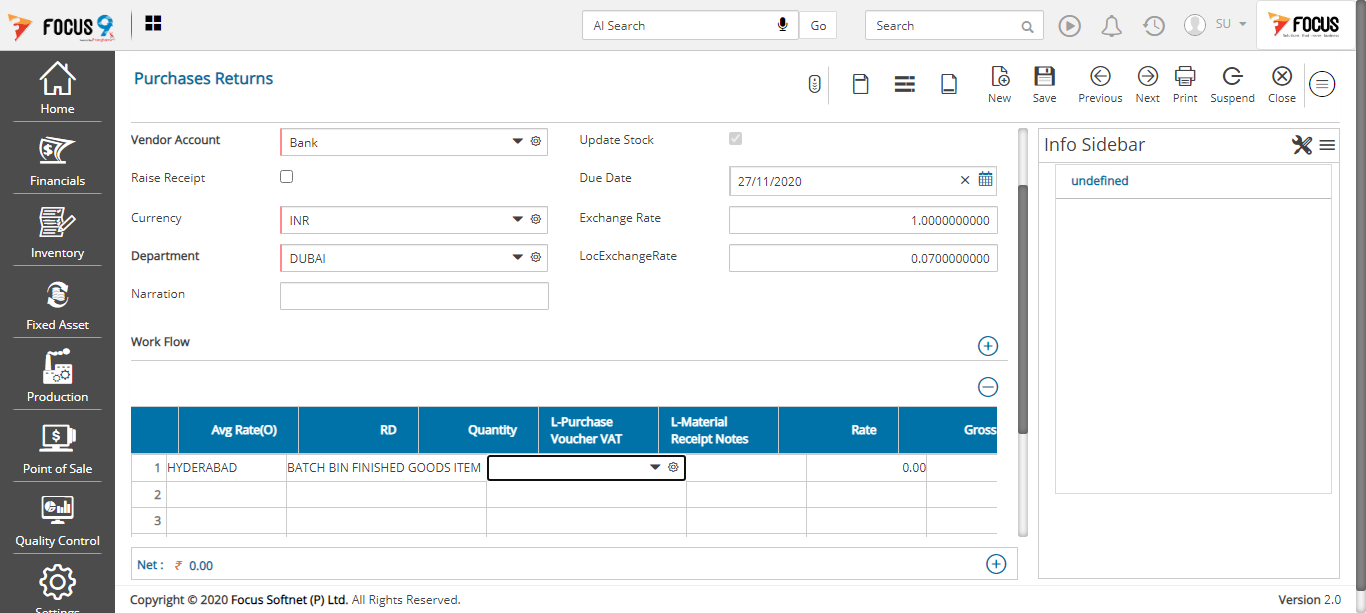 FOCUS 9
AI Search
Go
Search
SU
FOCUS
Home
Financials
Inventory
Fixed Asset
Production
Point of Sale
Quality Control
Settings
Purchases Returns
New
Save
Previous
Next
Print
Suspend
Close
Vendor Account
Bank
Update Stock
Raise Receipt
Due Date
27/11/2020
Currency
INR
Exchange Rate
1.0000000000
Department
DUBAI
LocExchangeRate
0.0700000000
Narration
Work Flow
Avg Rate(O)
RD
Quantity
L-Purchase
Voucher VAT
L-Material
Receipt Notes
Rate
Gross
1 HYDERABAD BATCH BIN FINISHED GOODS ITEM 0.00
2
3
Net : ₹ 0.00
Info Sidebar
undefined
Copyright © 2020 Focus Softnet (P) Ltd. All Rights Reserved.
Version 2.0